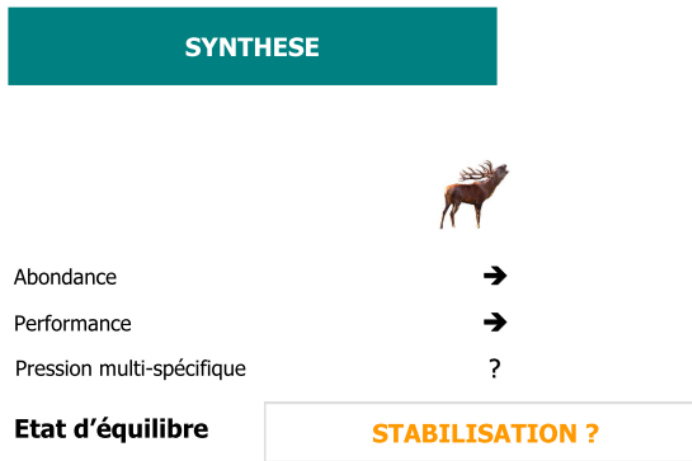 SYNTHESE
Abondance ➔
Performance ➔
Pression multi-spécifique ?
Etat d’équilibre STABILISATION ?